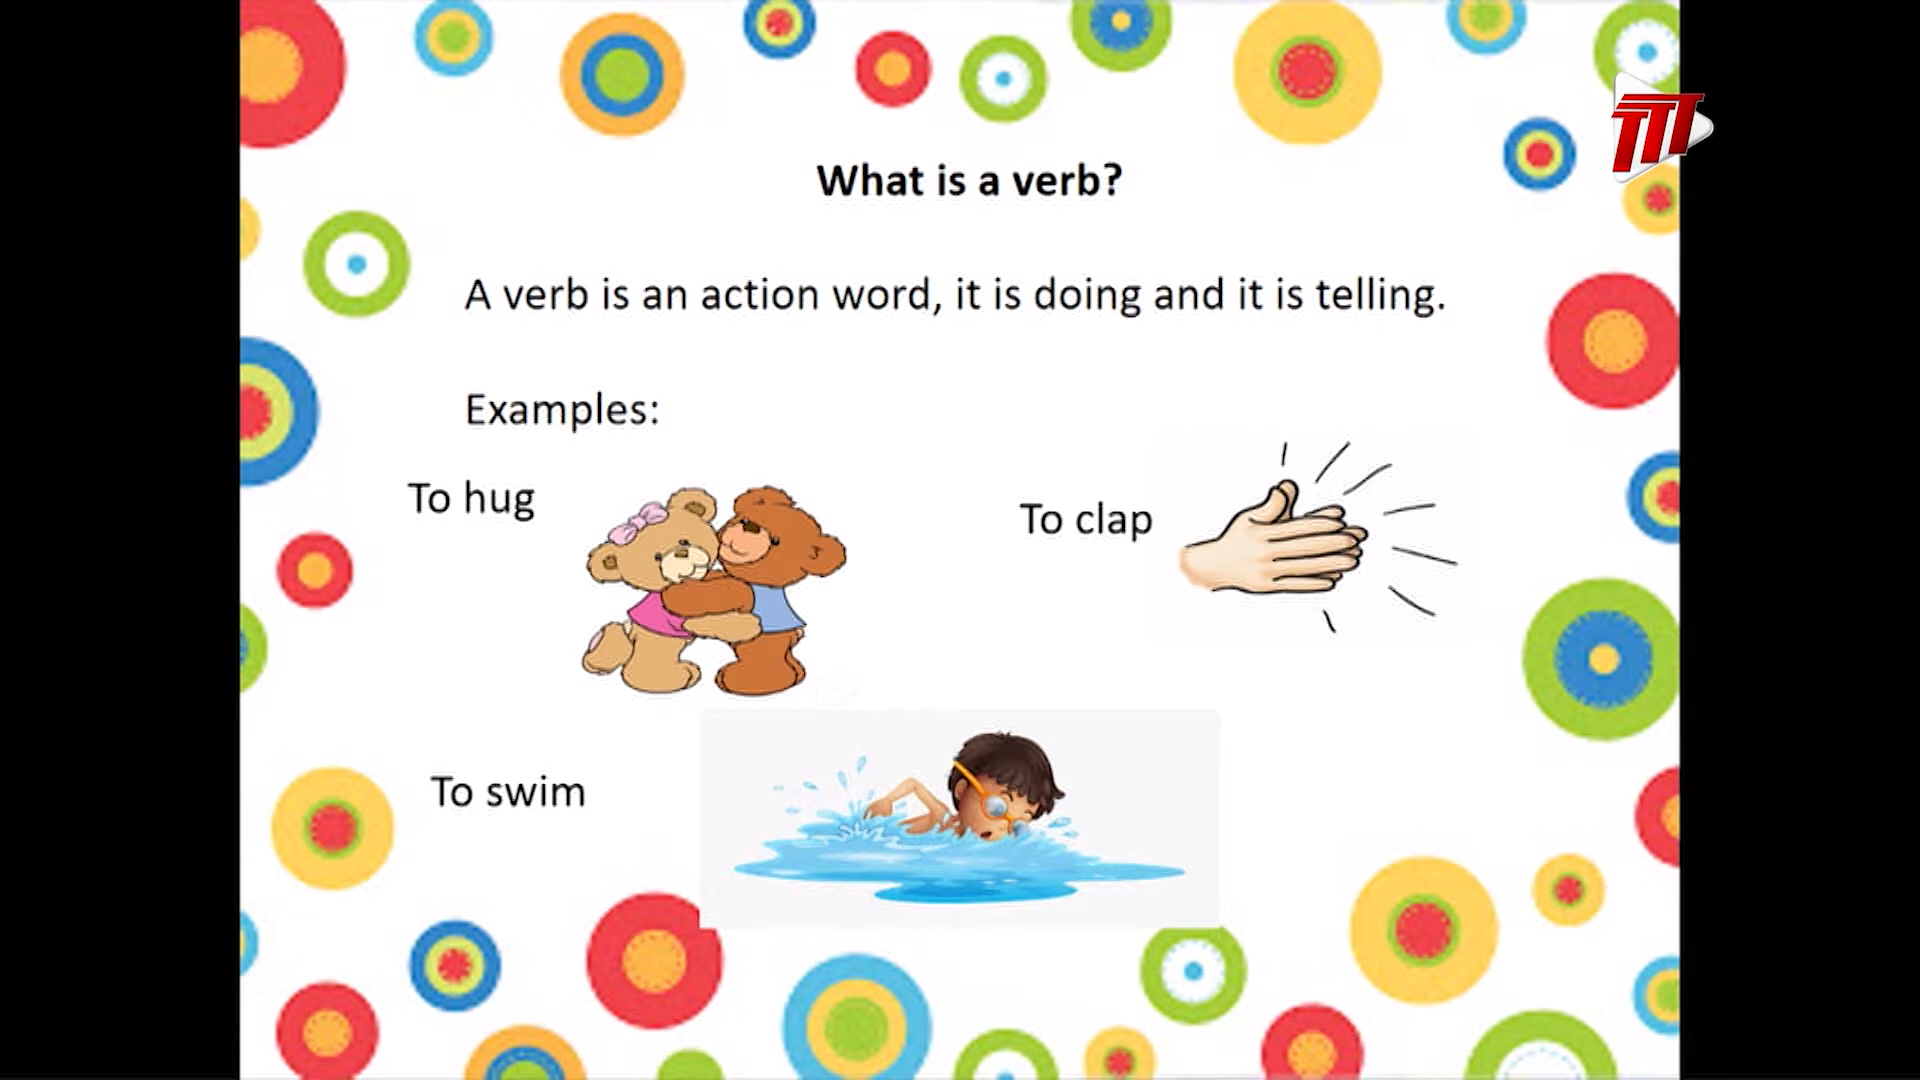 What is a verb?
TTT
A verb is an action word, it is doing and it is telling.
Examples:
To hug
To clap
To swim